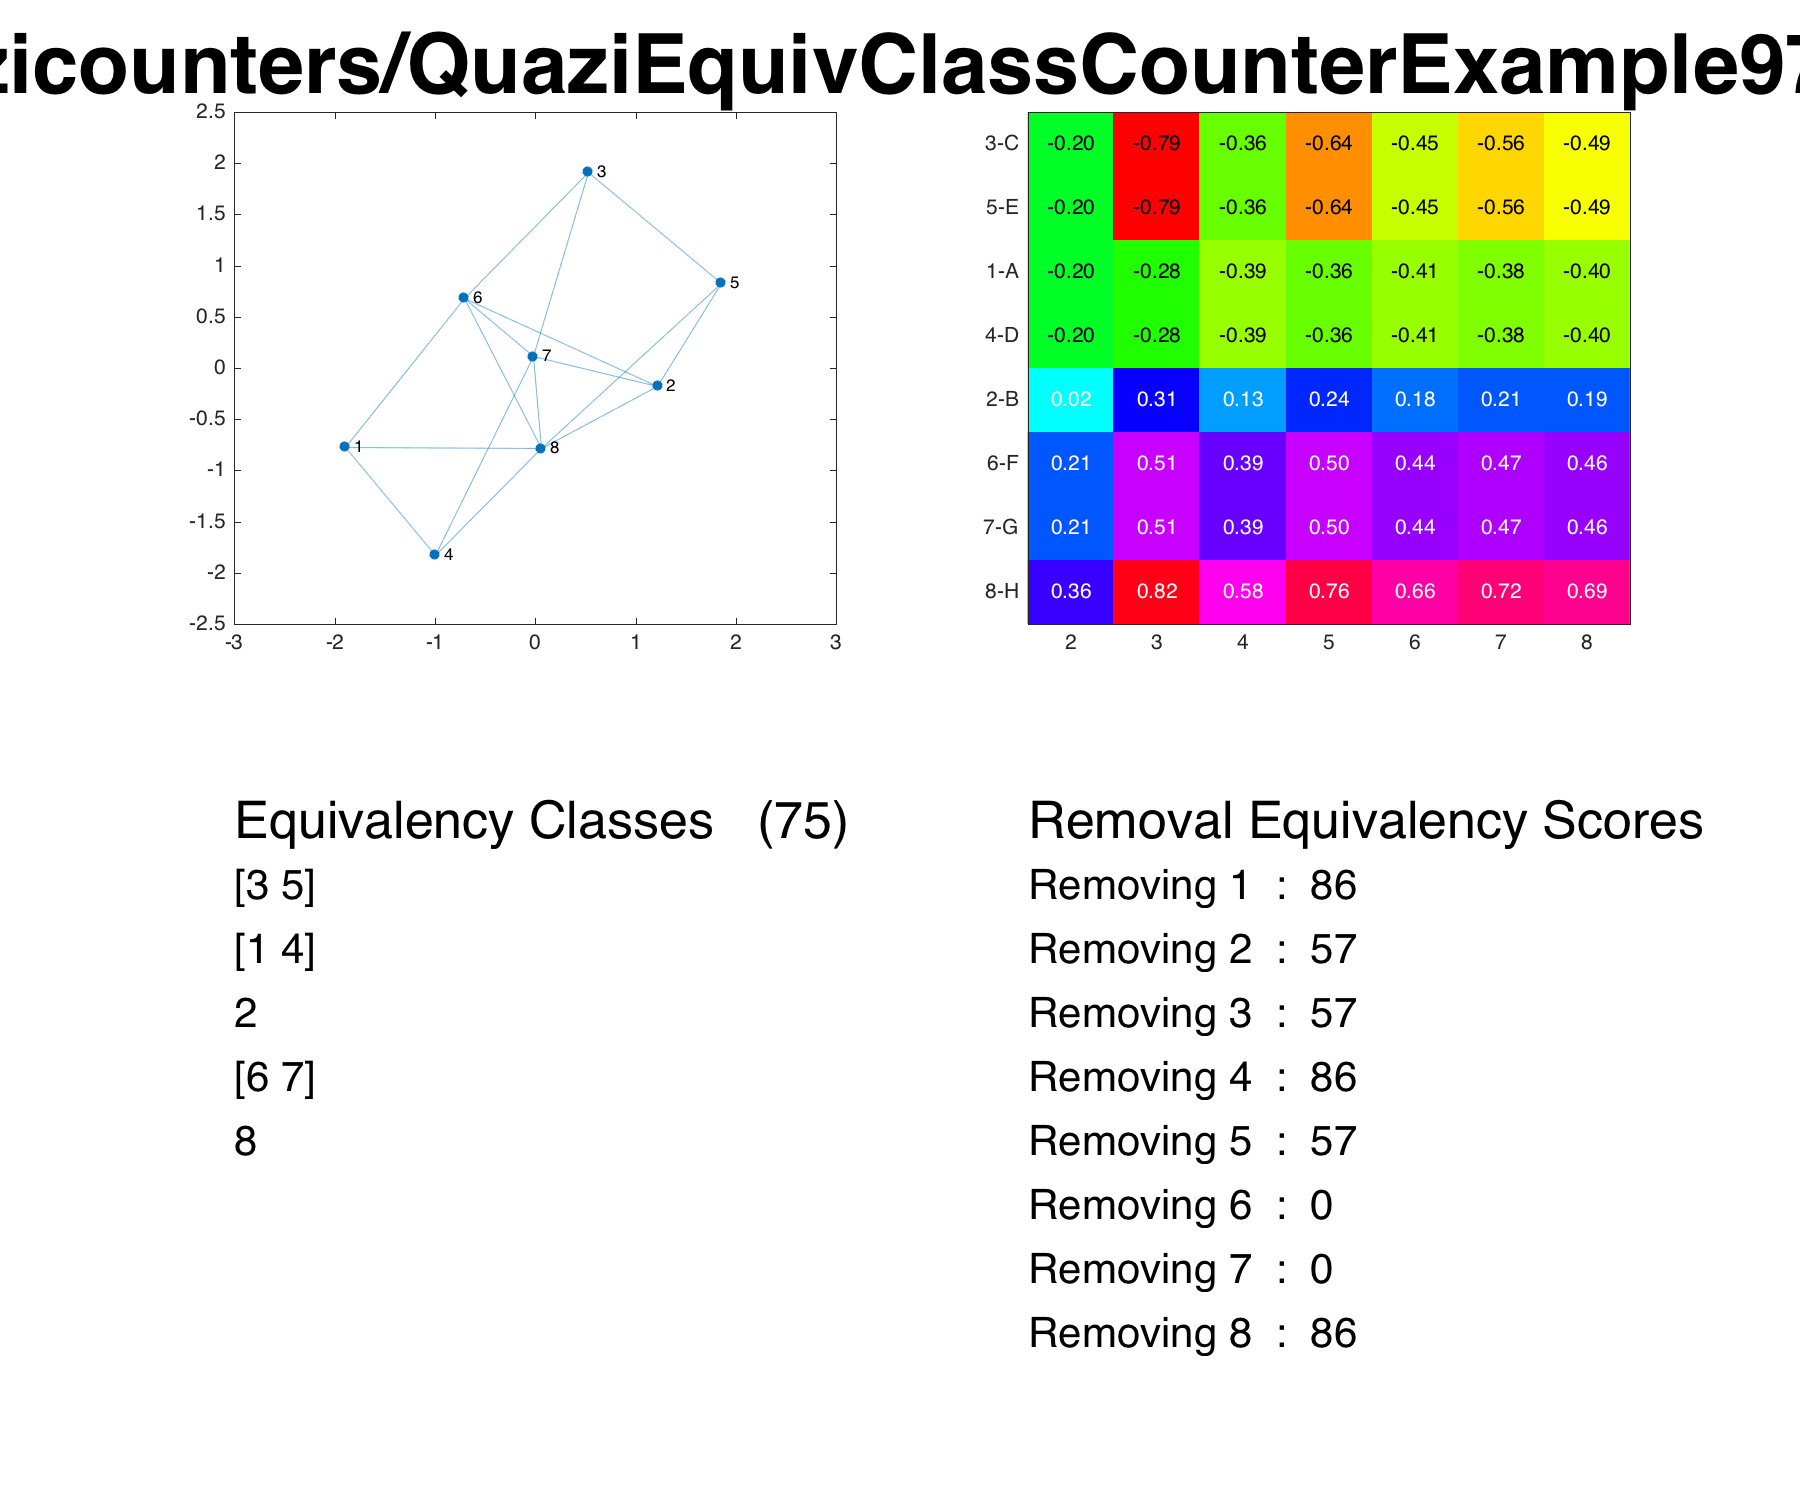 zicounters/QuaziEquivClassCounterExample97
2.5
2
1.5
1
0.5
0
-0.5
-1
-1.5
-2
-2.5
-3 -2 -1 0 1 2 3
3
5
6
7
2
1
8
4
3-C -0.20 -0.79 -0.36 -0.64 -0.45 -0.56 -0.49
5-E -0.20 -0.79 -0.36 -0.64 -0.45 -0.56 -0.49
1-A -0.20 -0.28 -0.39 -0.36 -0.41 -0.38 -0.40
4-D -0.20 -0.28 -0.39 -0.36 -0.41 -0.38 -0.40
2-B 0.02 0.31 0.13 0.24 0.18 0.21 0.19
6-F 0.21 0.51 0.39 0.50 0.44 0.47 0.46
7-G 0.21 0.51 0.39 0.50 0.44 0.47 0.46
8-H 0.36 0.82 0.58 0.76 0.66 0.72 0.69
2 3 4 5 6 7 8
Equivalency Classes (75)
[3 5]
[1 4]
2
[6 7]
8
Removal Equivalency Scores
Removing 1 : 86
Removing 2 : 57
Removing 3 : 57
Removing 4 : 86
Removing 5 : 57
Removing 6 : 0
Removing 7 : 0
Removing 8 : 86